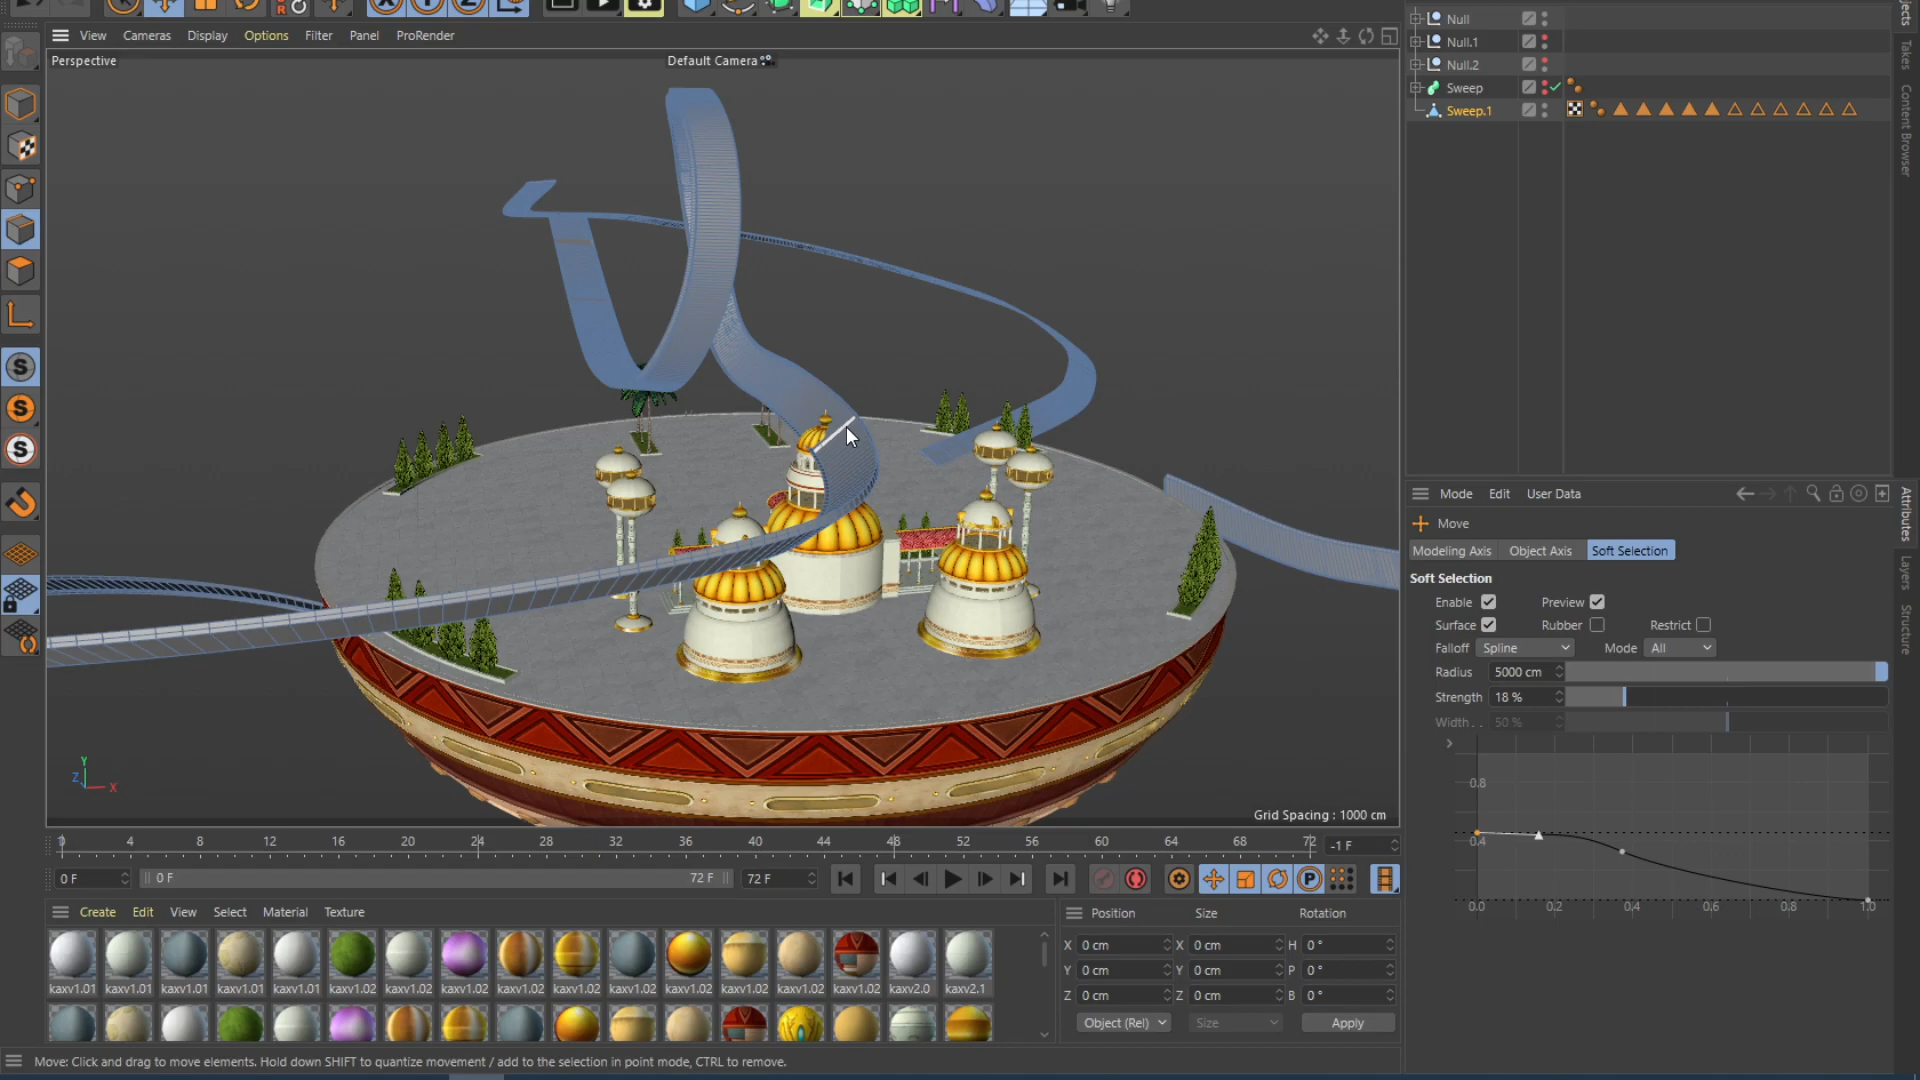 View Cameras Display Options Filter Panel ProRender
Perspective
Default Camera
Grid Spacing : 1000 cm
Y
Z
X
S
S
S
Null
Null.1
Null.2
Sweep
Sweep.1
Takes
Content Browser
Mode Edit User Data
Move
Modeling Axis Object Axis Soft Selection
Soft Selection
Enable Preview
Surface Rubber Restrict
Falloff Spline Mode All
Radius 5000 cm
Strength 18 %
Width . . 50 %
0.8
0.4
0.0 0.2 0.4 0.6 0.8 1.0
Attributes
Layers
Structure
0 4 8 12 16 20 24 28 32 36 40 44 48 52 56 60 64 68 72 -1 F
0 F 0 F 72 F 72 F
P
Create Edit View Select Material Texture
kaxv1.01 kaxv1.01 kaxv1.01 kaxv1.01 kaxv1.01 kaxv1.02 kaxv1.02 kaxv1.02 kaxv1.02 kaxv1.02 kaxv1.02 kaxv1.02 kaxv1.02 kaxv1.02 kaxv1.02 kaxv2.0 kaxv2.1
Position Size Rotation
X 0 cm X 0 cm H 0 °
Y 0 cm Y 0 cm P 0 °
Z 0 cm Z 0 cm B 0 °
Object (Rel) Size Apply
Move: Click and drag to move elements. Hold down SHIFT to quantize movement / add to the selection in point mode, CTRL to remove.